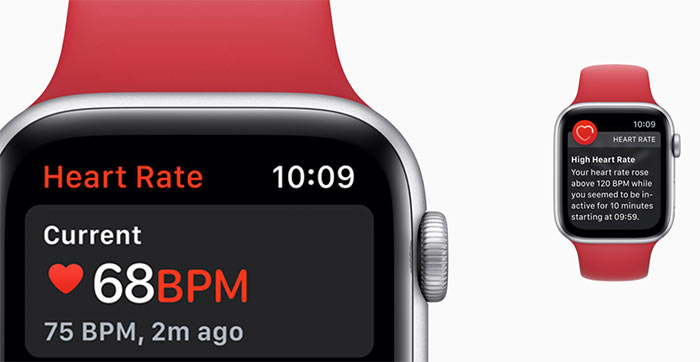 Heart Rate 10:09
Current
68BPM
75 BPM, 2m ago
10:09
HEART RATE
High Heart Rate
Your heart rate rose
above 120 BPM while
you seemed to be in-
active for 10 minutes
starting at 09:59.